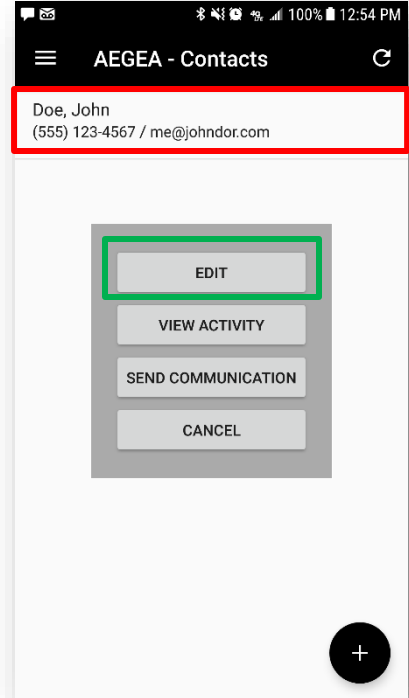 100% 12:54 PM
AEGEA - Contacts
Doe, John
(555) 123-4567 / me@johndor.com
EDIT
VIEW ACTIVITY
SEND COMMUNICATION
CANCEL